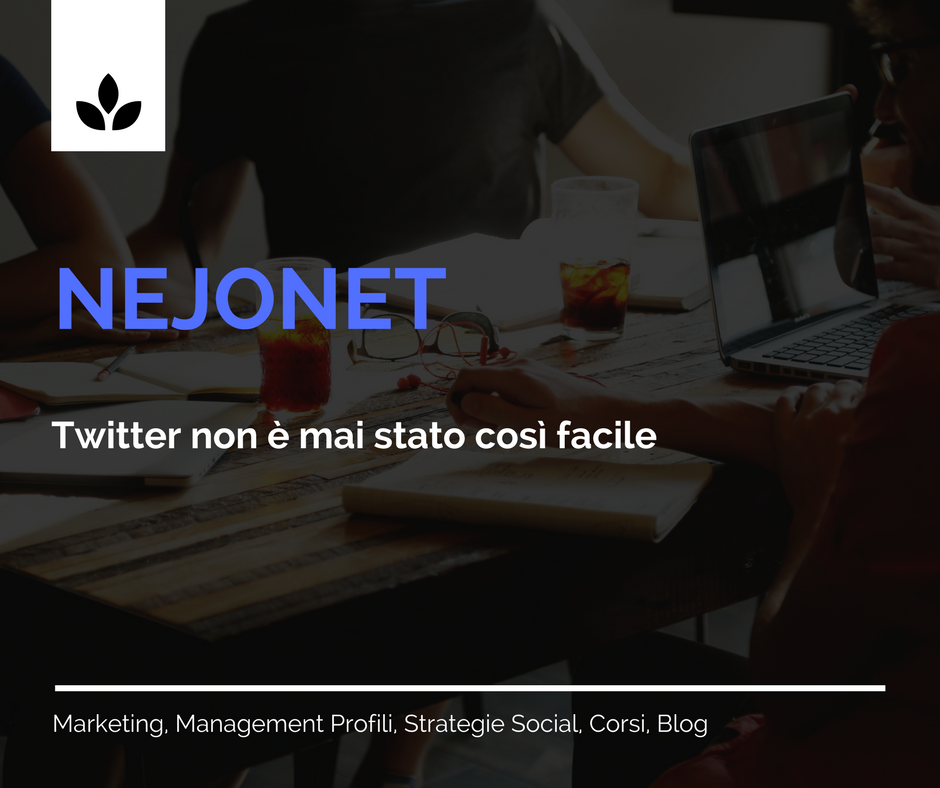 NEJONET
Twitter non è mai stato così facile
Marketing, Management Profili, Strategie Social, Corsi, Blog